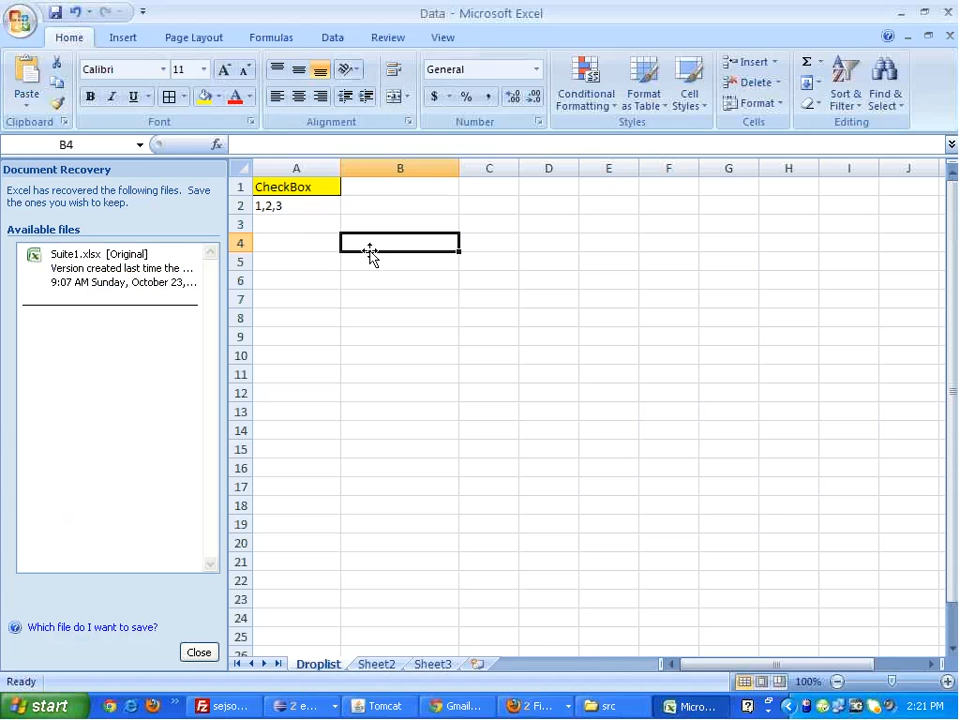 Data - Microsoft Excel
Home Insert Page Layout Formulas Data Review View
Paste
Calibri 11
General
B I U
$ % ,
Conditional Formatting
Format as Table
Cell Styles
Insert
Delete
Format
Σ
Sort & Filter
Find & Select
Clipboard Font Alignment Number Styles Cells Editing
B4 fx
Document Recovery
Excel has recovered the following files. Save
the ones you wish to keep.
Available files
Suite1.xlsx [Original]
Version created last time the ...
9:07 AM Sunday, October 23,...
Which file do I want to save?
Close
A B C D E F G H I J
1 CheckBox
2 1,2,3
3
4
5
6
7
8
9
10
11
12
13
14
15
16
17
18
19
20
21
22
23
24
25
26
Droplist Sheet2 Sheet3
Ready 100%
start sejso... 2 e... Tomcat Gmail... 2 Fi... src Micro... 2:21 PM